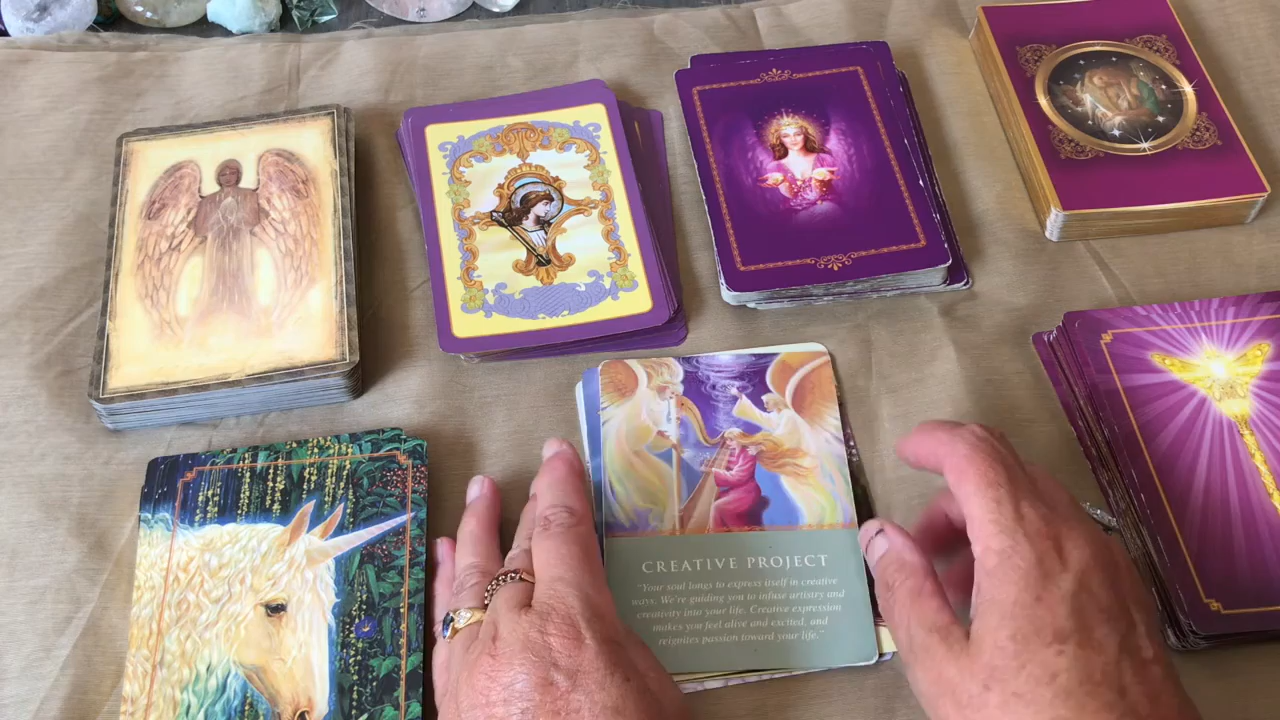 CREATIVE PROJECT
"Your soul longs to express itself in creative
ways. We're guiding you to infuse artistry and
creativity into your life. Creative expression
makes you feel alive and excited, and
reignites passion toward your life."